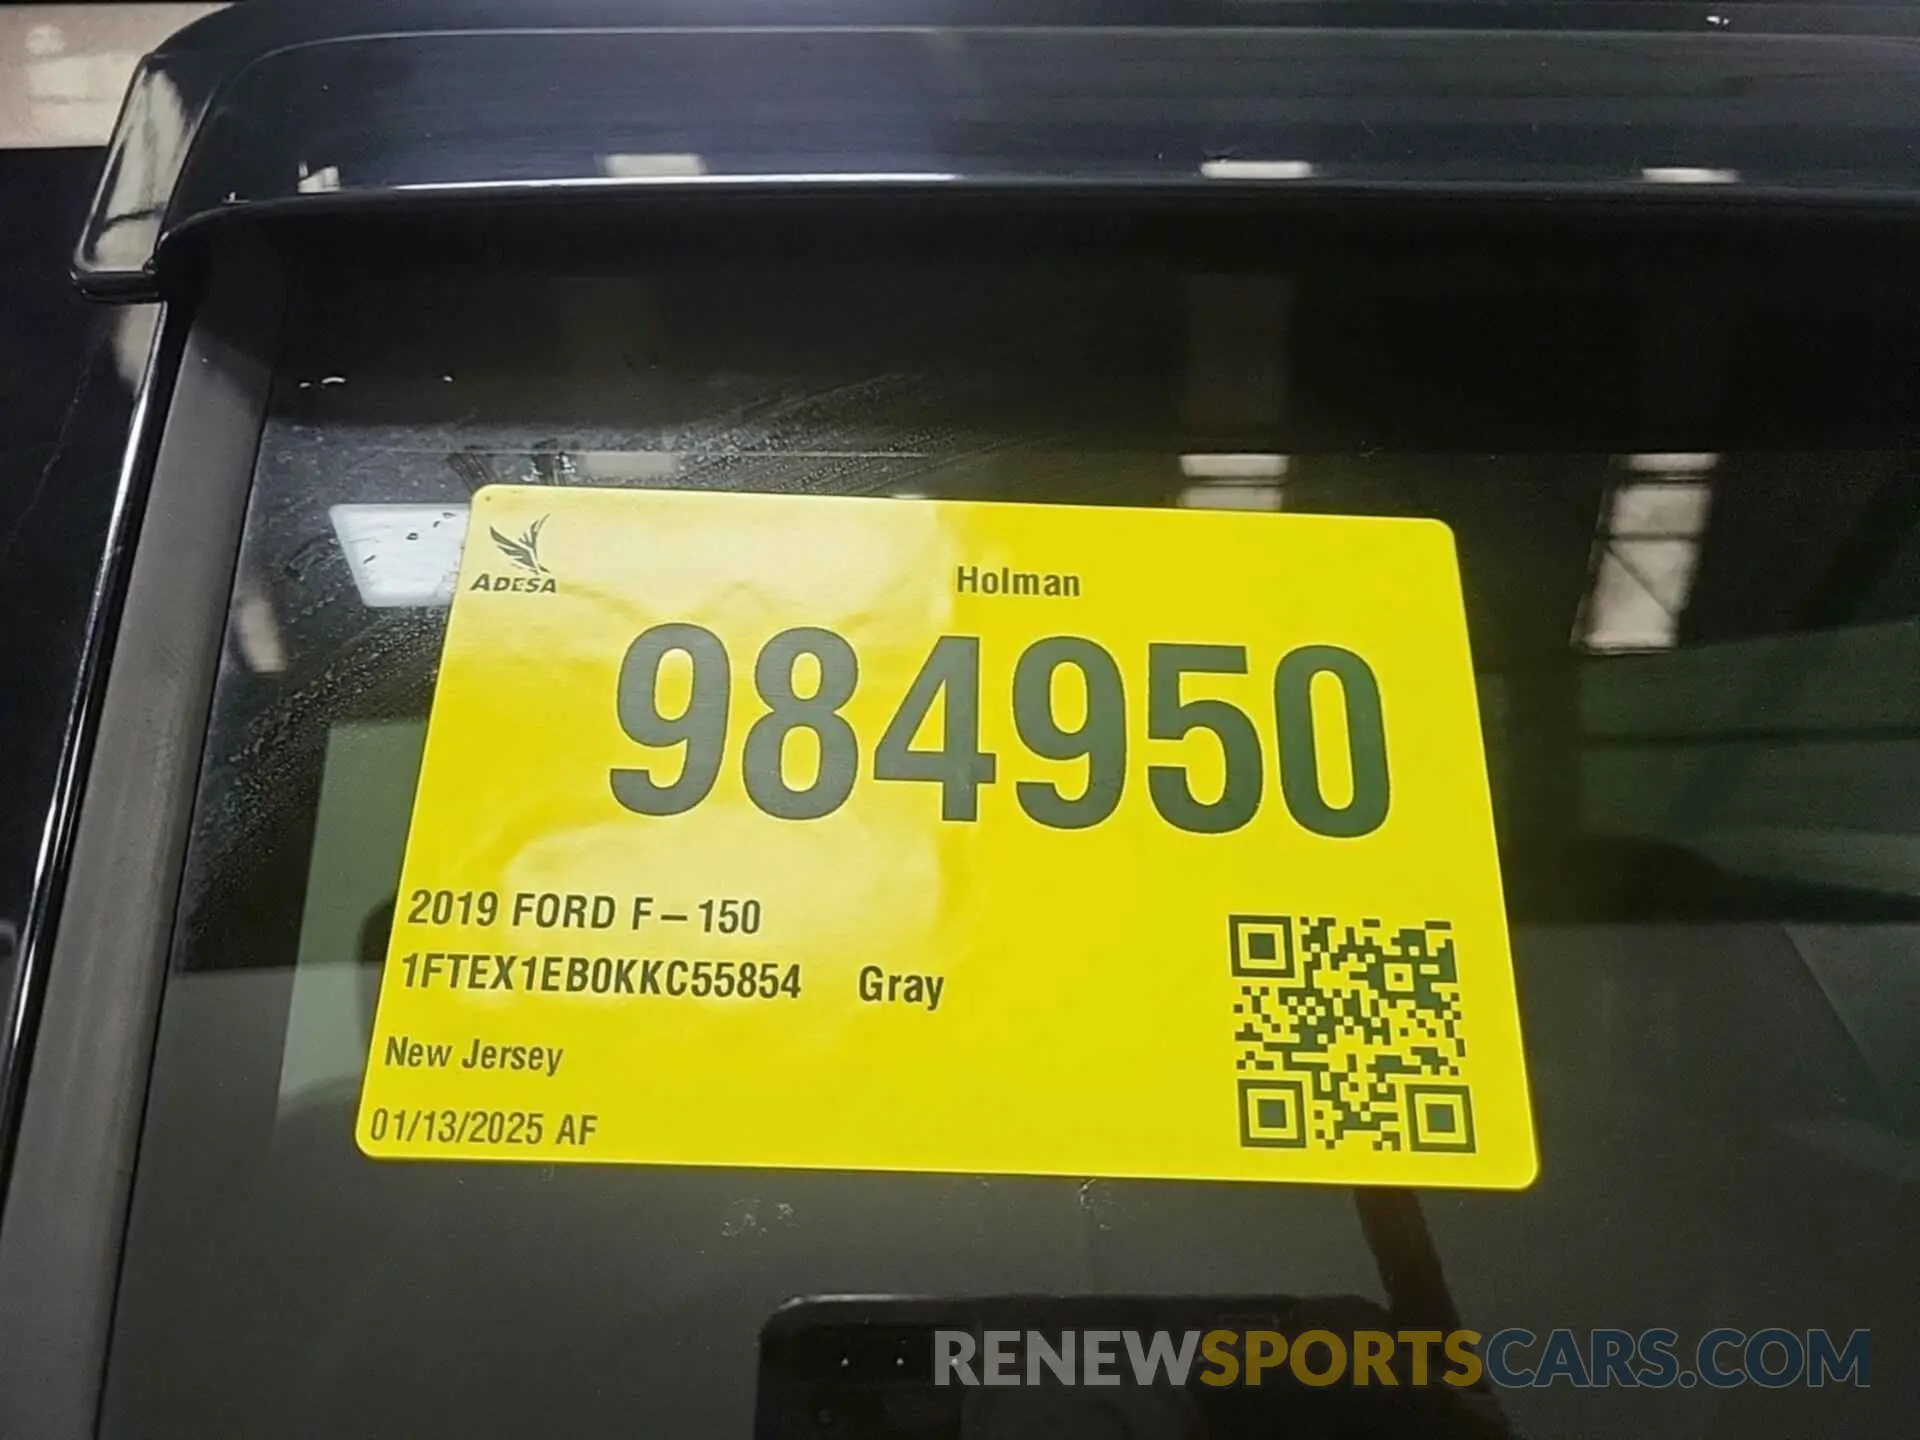 ADESA
Holman
984950
2019 FORD F-150
1FTEX1EB0KKC55854 Gray
New Jersey
01/13/2025 AF
RENEWSPORTSCARS.COM